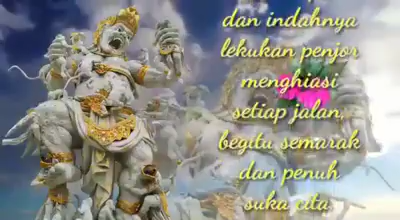 dan indahnya
lekukan penjor
menghiasi
setiap jalan,
begitu semarak
dan penuh
suka cita